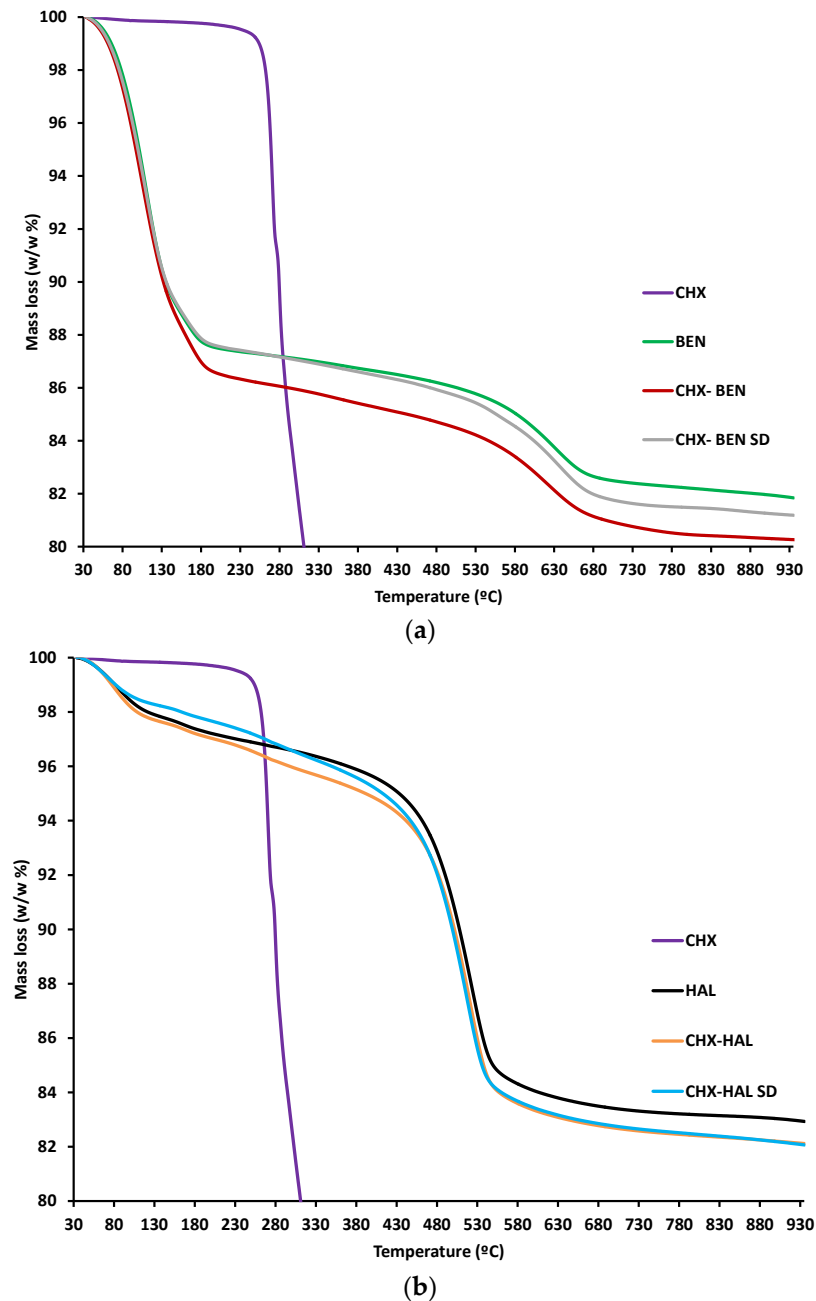 100
98
96
94
92
90
88
86
84
82
80
Mass loss (w/w %)
CHX
BEN
CHX- BEN
CHX- BEN SD
30 80 130 180 230 280 330 380 430 480 530 580 630 680 730 780 830 880 930
Temperature (ºC)
(a)
100
98
96
94
92
90
88
86
84
82
80
Mass loss (w/w %)
CHX
HAL
CHX-HAL
CHX-HAL SD
30 80 130 180 230 280 330 380 430 480 530 580 630 680 730 780 830 880 930
Temperature (ºC)
(b)